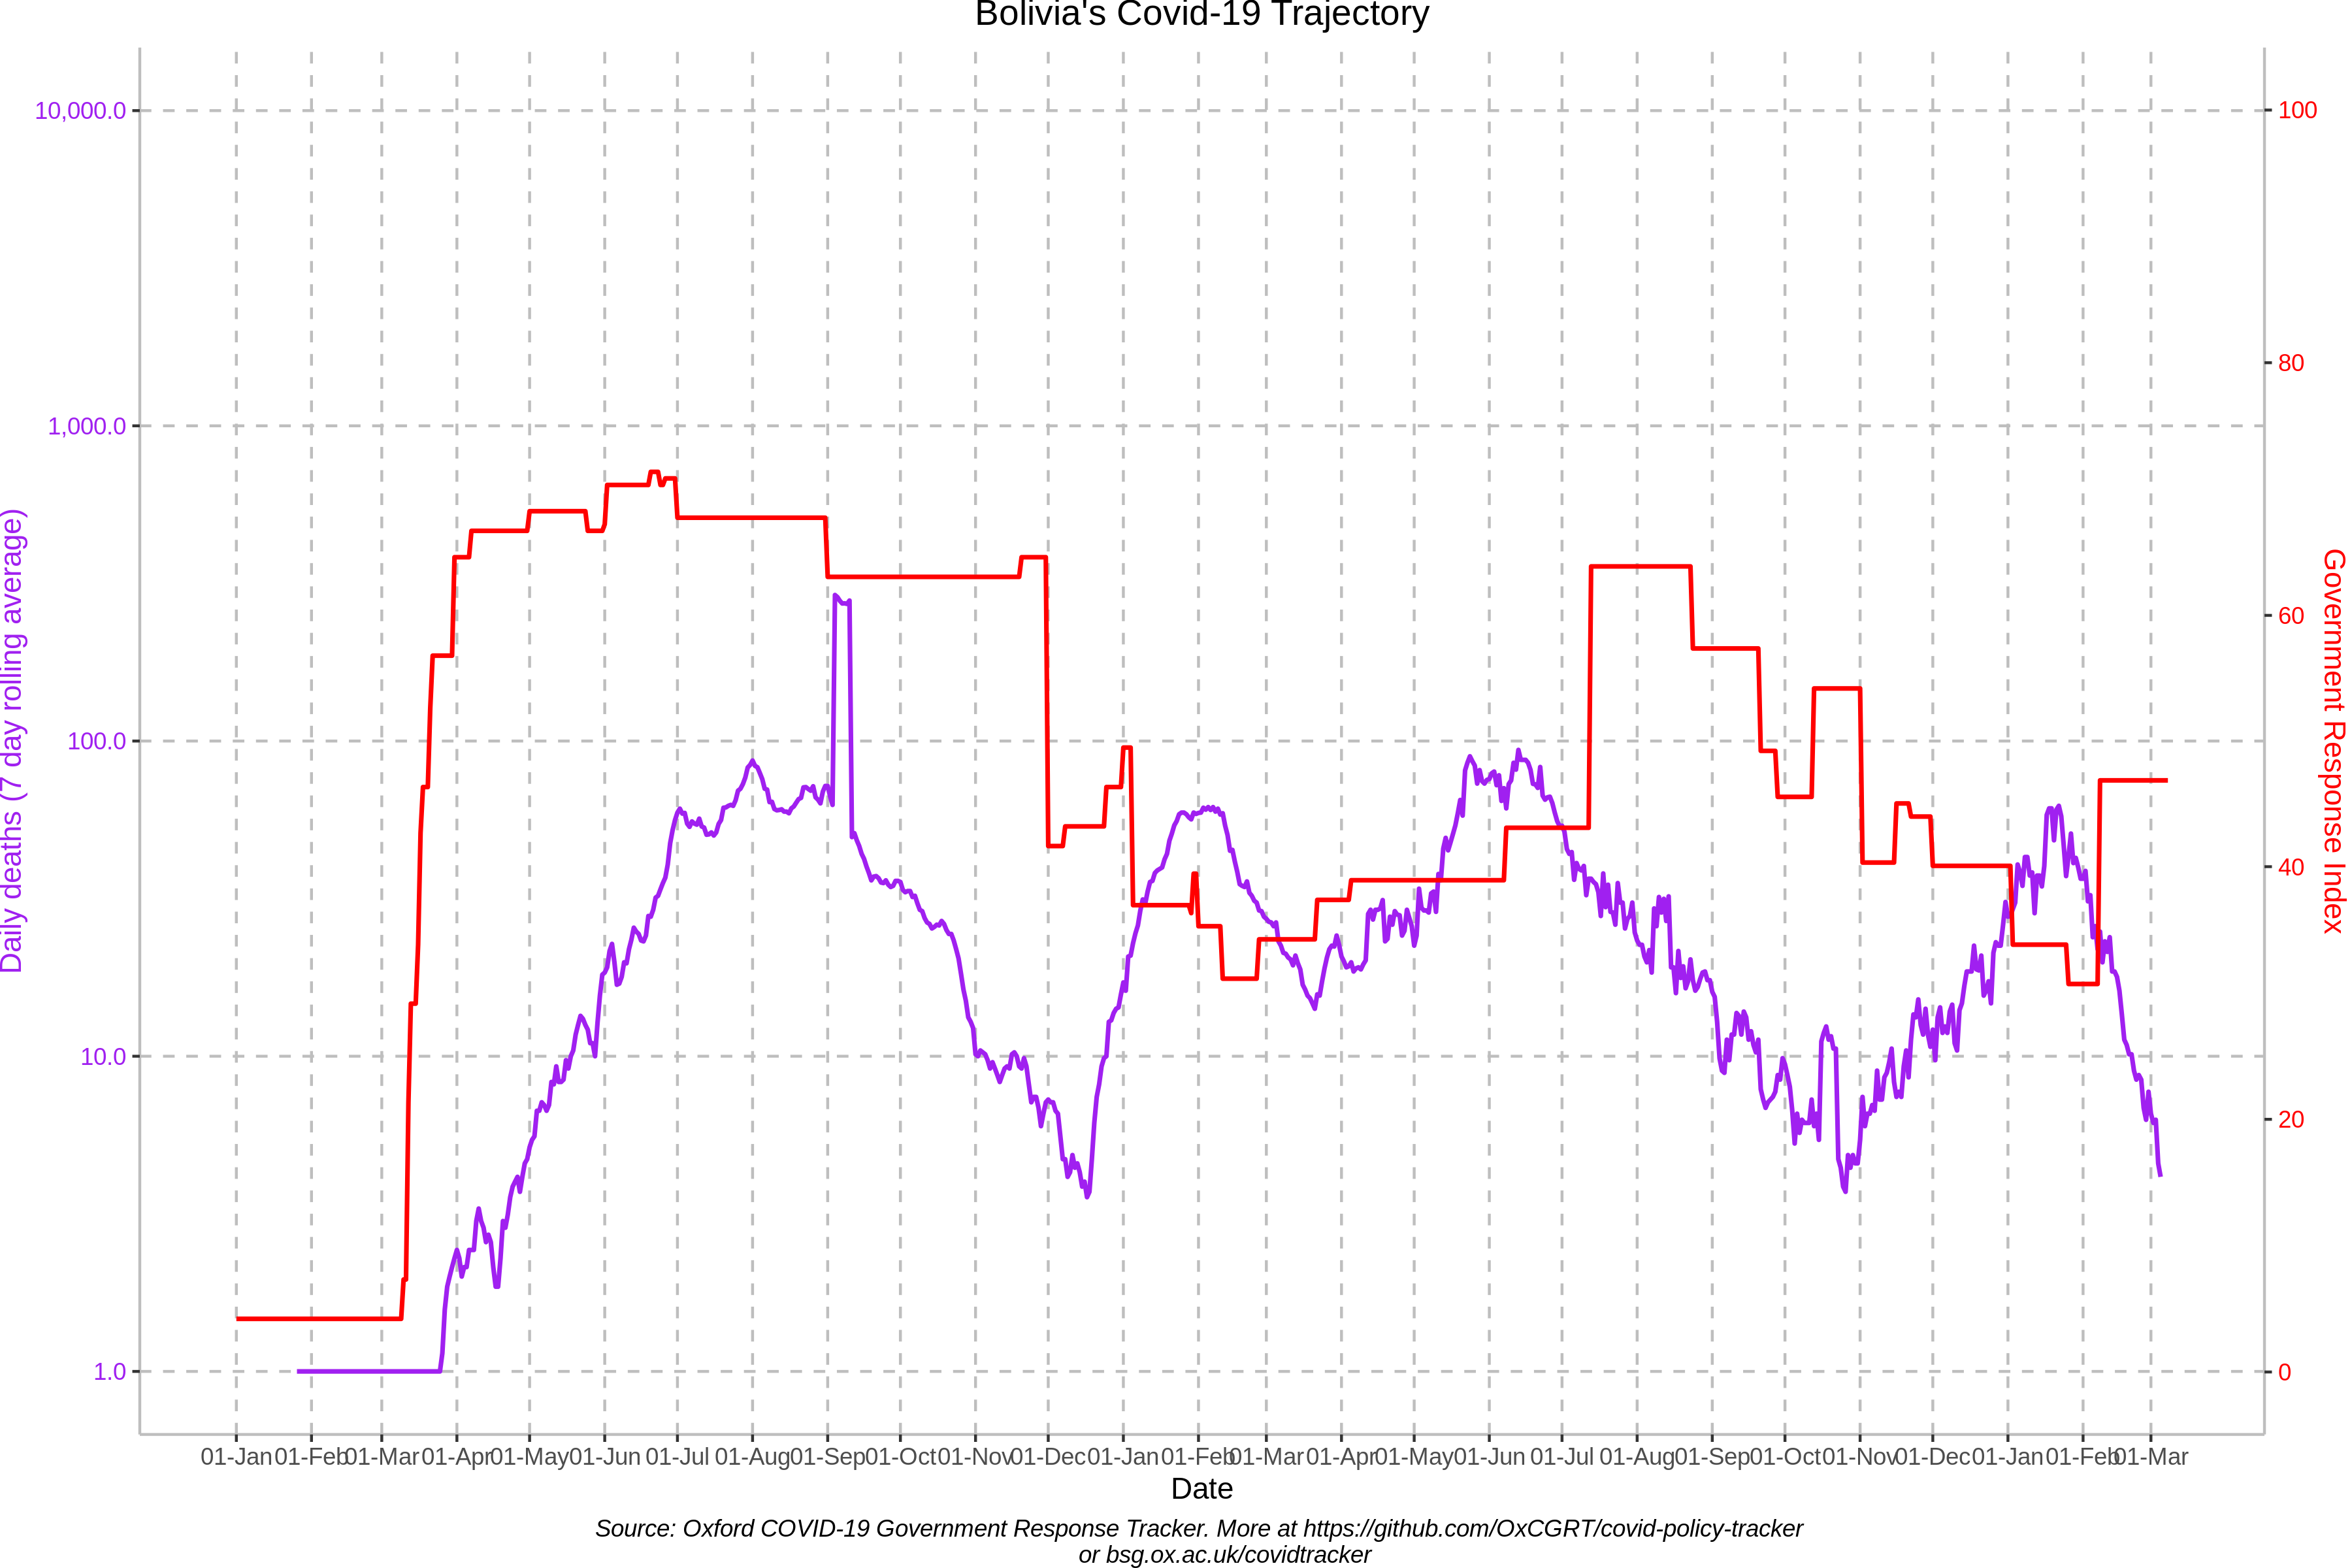 Bolivia's Covid-19 Trajectory
10,000.0
1,000.0
100.0
10.0
1.0
Daily deaths (7 day rolling average)
100
80
60
40
20
0
Government Response Index
01-Jan 01-Feb 01-Mar 01-Apr 01-May 01-Jun 01-Jul 01-Aug 01-Sep 01-Oct 01-Nov 01-Dec 01-Jan 01-Feb 01-Mar 01-Apr 01-May 01-Jun 01-Jul 01-Aug 01-Sep 01-Oct 01-Nov 01-Dec 01-Jan 01-Feb 01-Mar
Date
Source: Oxford COVID-19 Government Response Tracker. More at https://github.com/OxCGRT/covid-policy-tracker
or bsg.ox.ac.uk/covidtracker